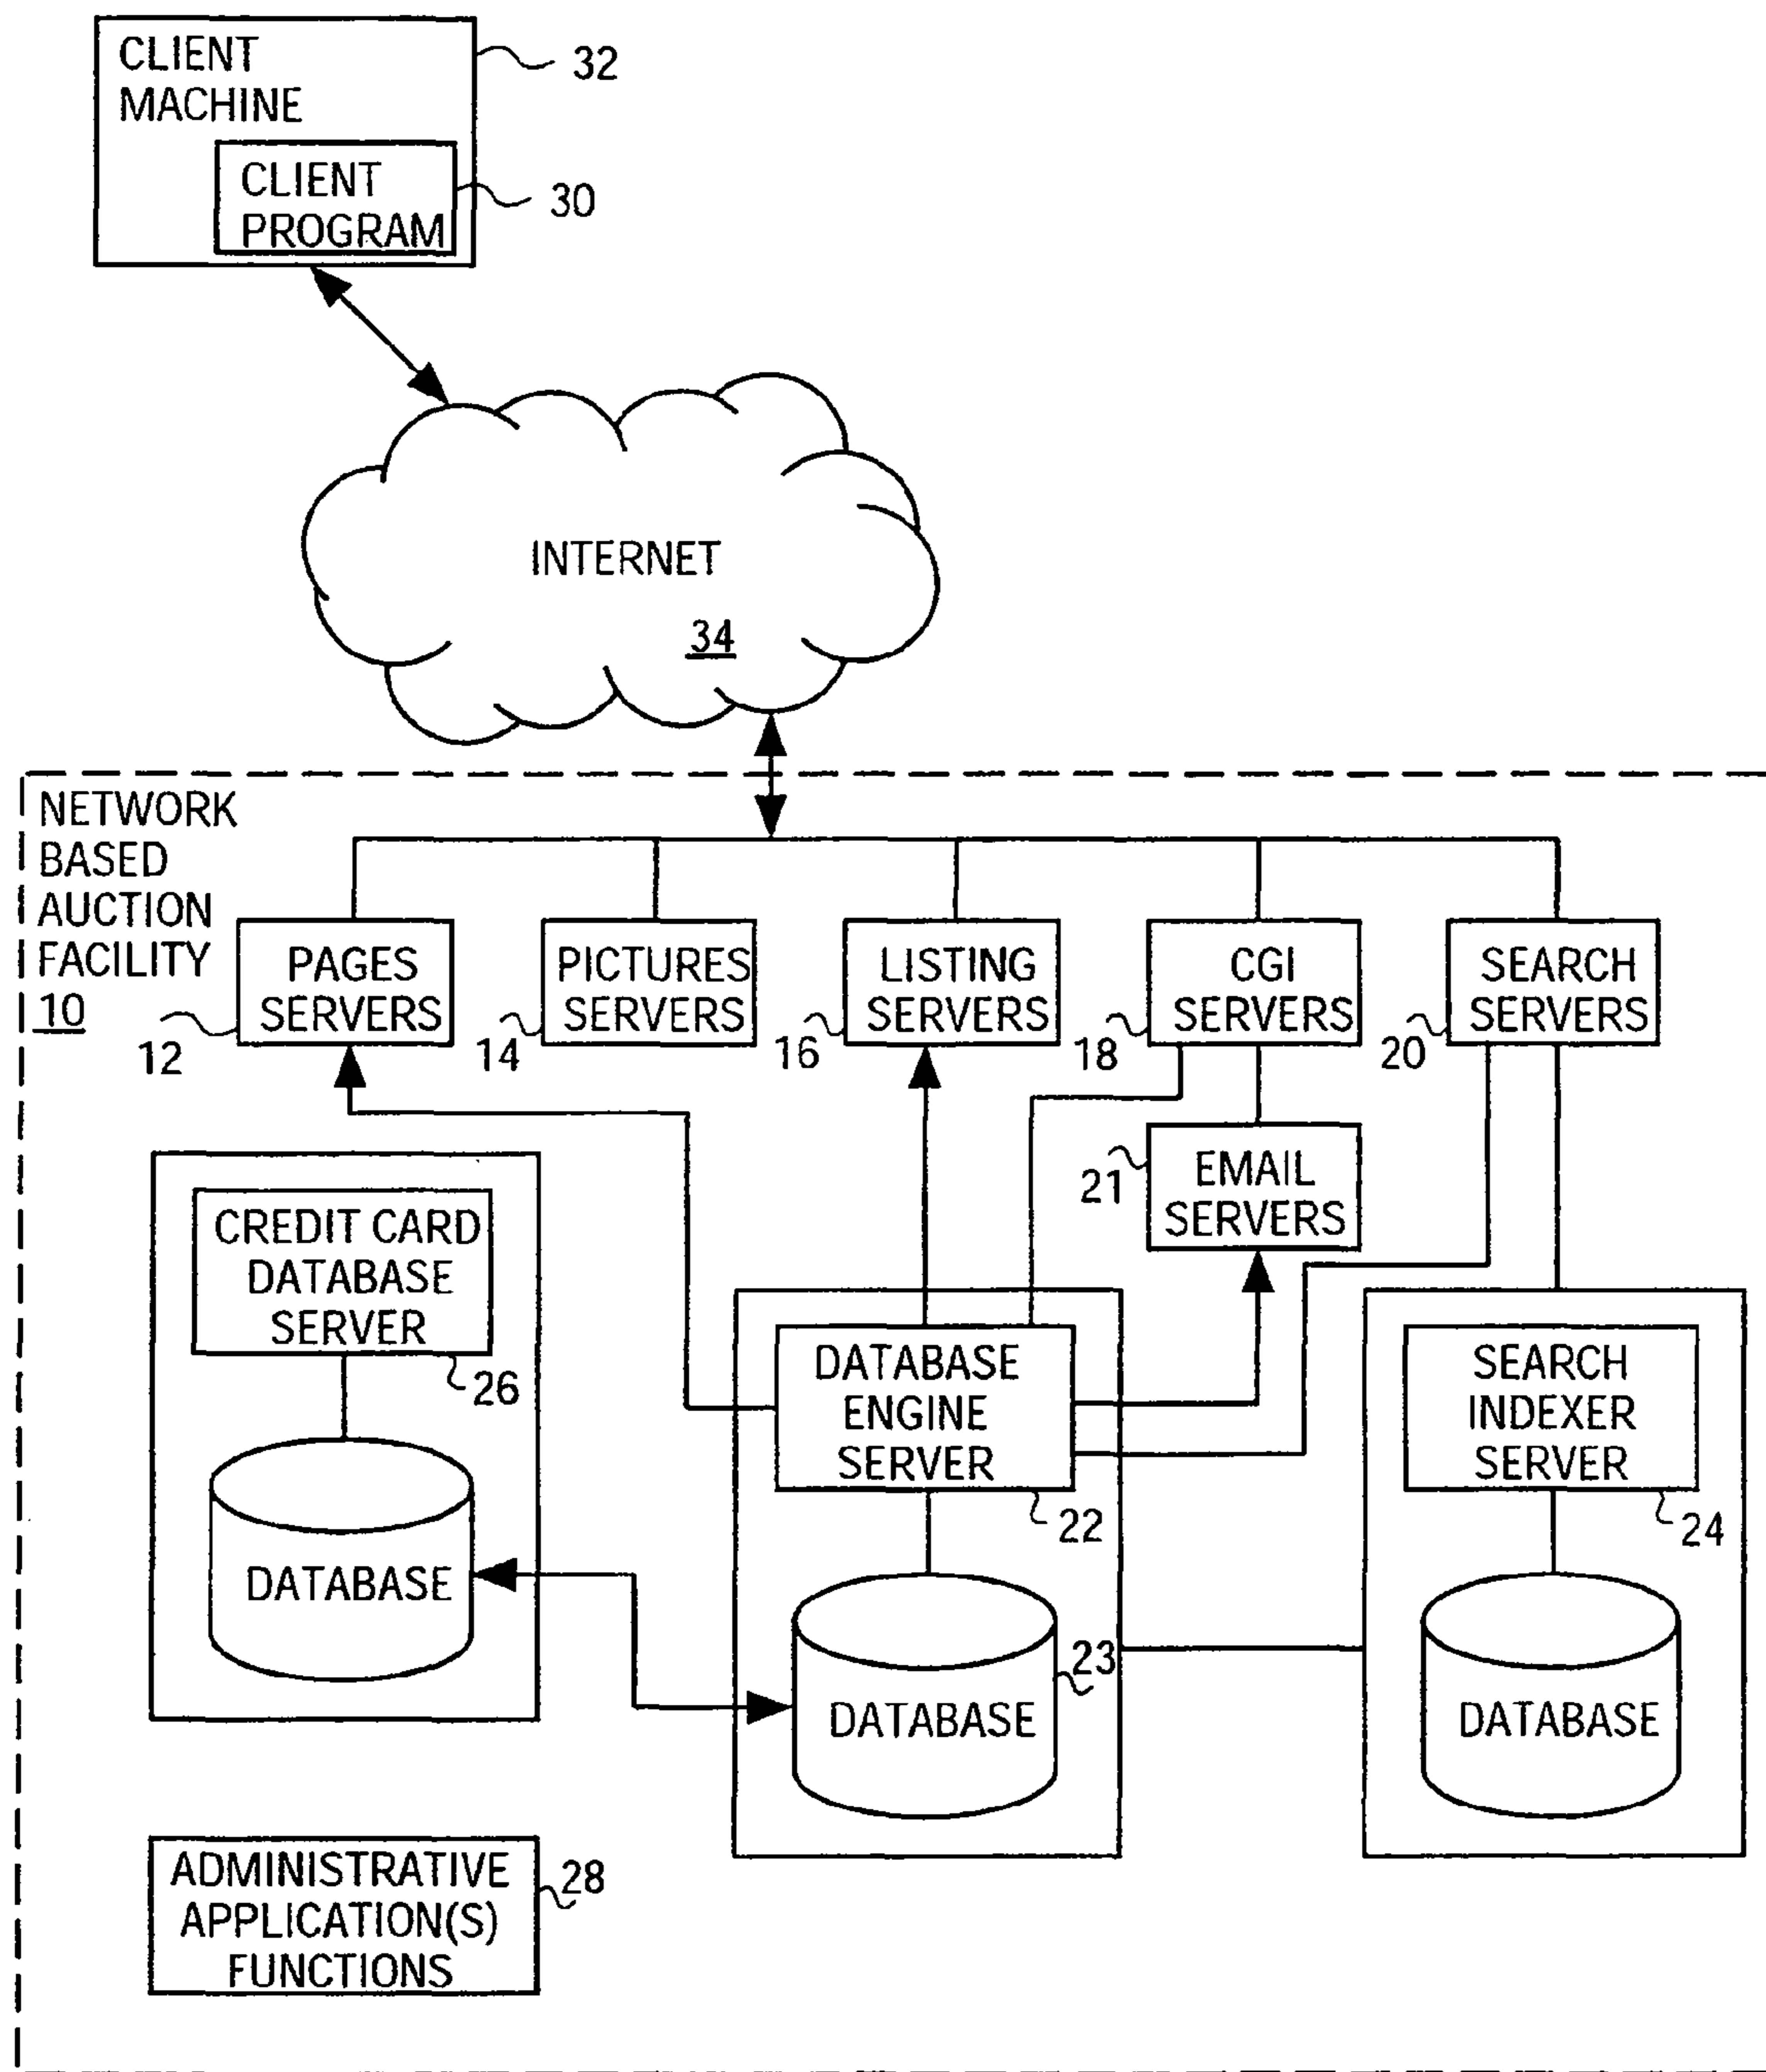 CLIENT
MACHINE
32
CLIENT
PROGRAM
30
INTERNET
34
NETWORK
BASED
AUCTION
FACILITY
10
PAGES
SERVERS
12
PICTURES
SERVERS
14
LISTING
SERVERS
16
CGI
SERVERS
18
SEARCH
SERVERS
20
EMAIL
SERVERS
21
CREDIT CARD
DATABASE
SERVER
26
DATABASE
DATABASE
ENGINE
SERVER
22
DATABASE
23
SEARCH
INDEXER
SERVER
24
DATABASE
ADMINISTRATIVE
APPLICATION(S)
FUNCTIONS
28